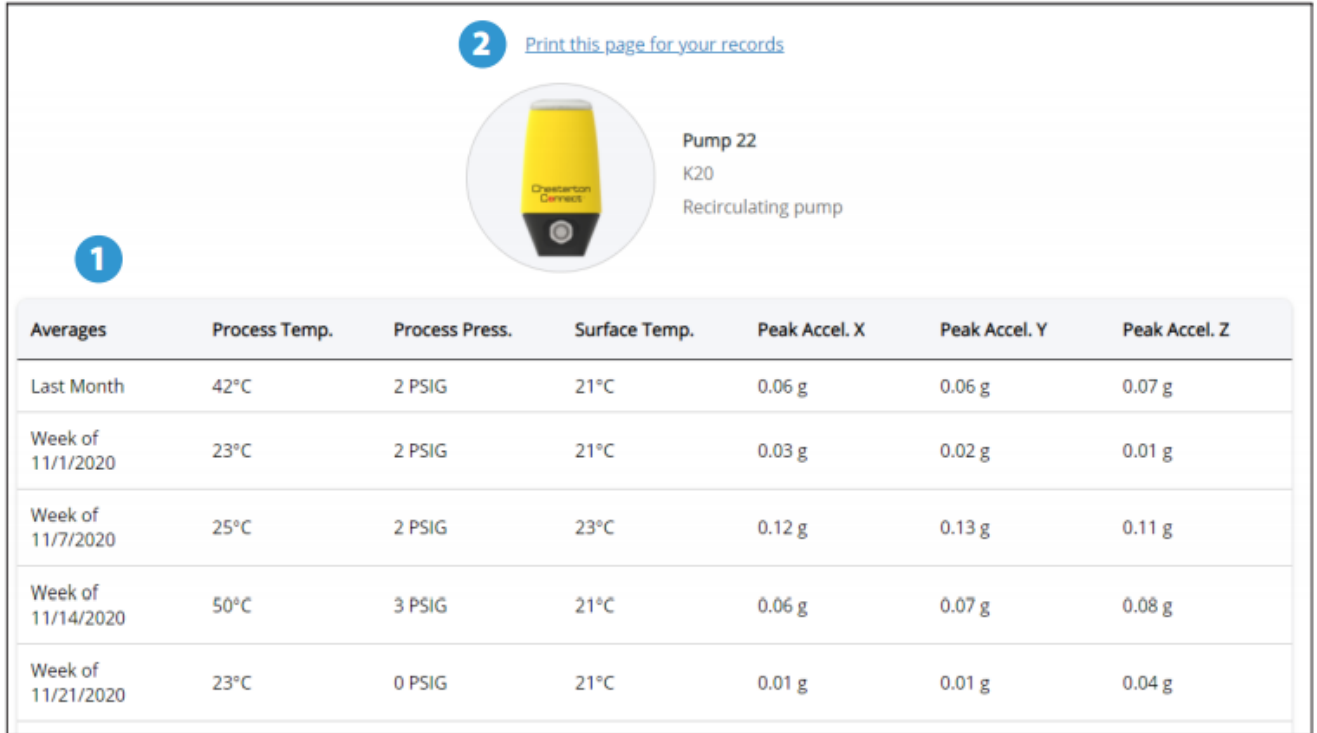 2 Print this page for your records
Chesterton
Connect
Pump 22
K20
Recirculating pump
1
Averages Process Temp. Process Press. Surface Temp. Peak Accel. X Peak Accel. Y Peak Accel. Z
Last Month 42°C 2 PSIG 21°C 0.06 g 0.06 g 0.07 g
Week of
11/1/2020 23°C 2 PSIG 21°C 0.03 g 0.02 g 0.01 g
Week of
11/7/2020 25°C 2 PSIG 23°C 0.12 g 0.13 g 0.11 g
Week of
11/14/2020 50°C 3 PSIG 21°C 0.06 g 0.07 g 0.08 g
Week of
11/21/2020 23°C 0 PSIG 21°C 0.01 g 0.01 g 0.04 g